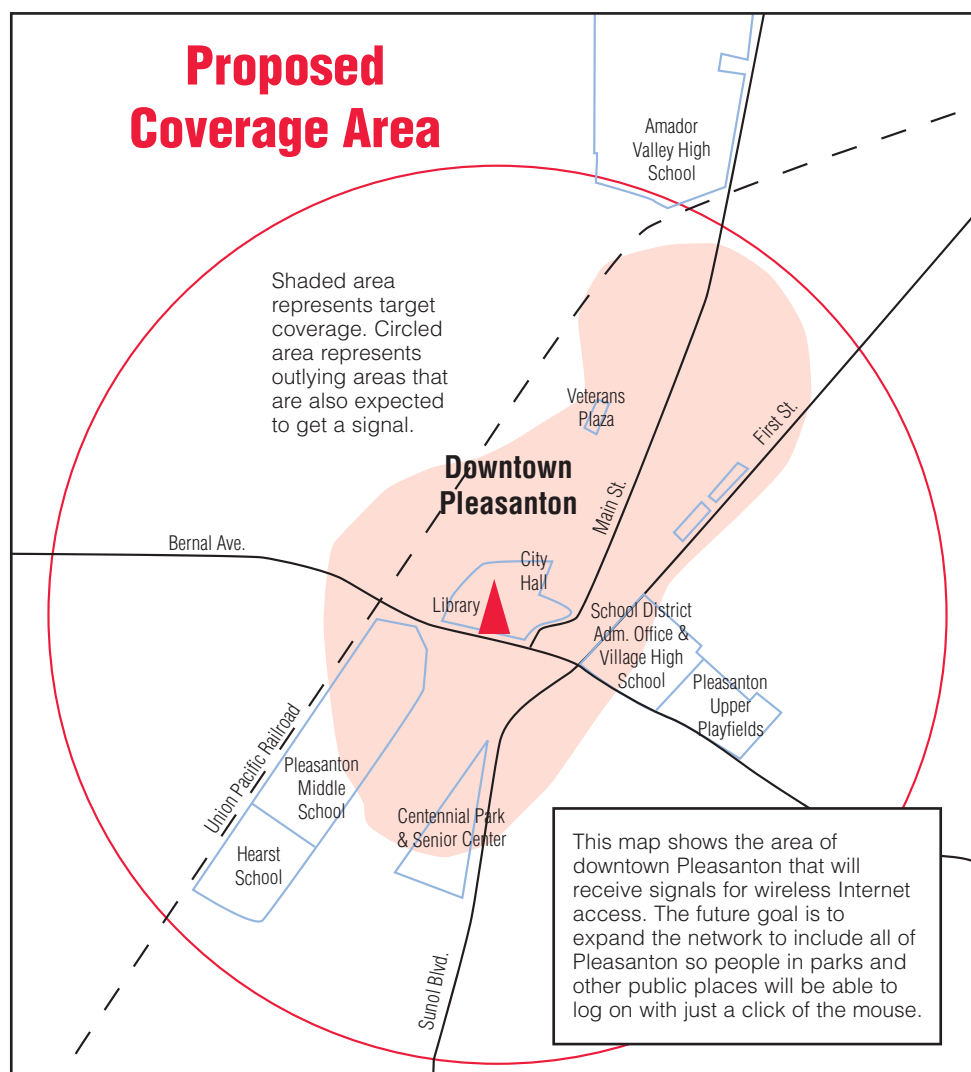 Proposed
Coverage Area
Amador
Valley High
School
Shaded area
represents target
coverage. Circled
area represents
outlying areas that
are also expected
to get a signal.
Veterans
Plaza
First St.
Downtown
Pleasanton
Main St.
Bernal Ave.
City
Hall
Library
School District
Adm. Office &
Village High
School
Pleasanton
Upper
Playfields
Union Pacific Railroad
Pleasanton
Middle
School
Centennial Park
& Senior Center
Hearst
School
Sunol Blvd.
This map shows the area of
downtown Pleasanton that will
receive signals for wireless Internet
access. The future goal is to
expand the network to include all of
Pleasanton so people in parks and
other public places will be able to
log on with just a click of the mouse.